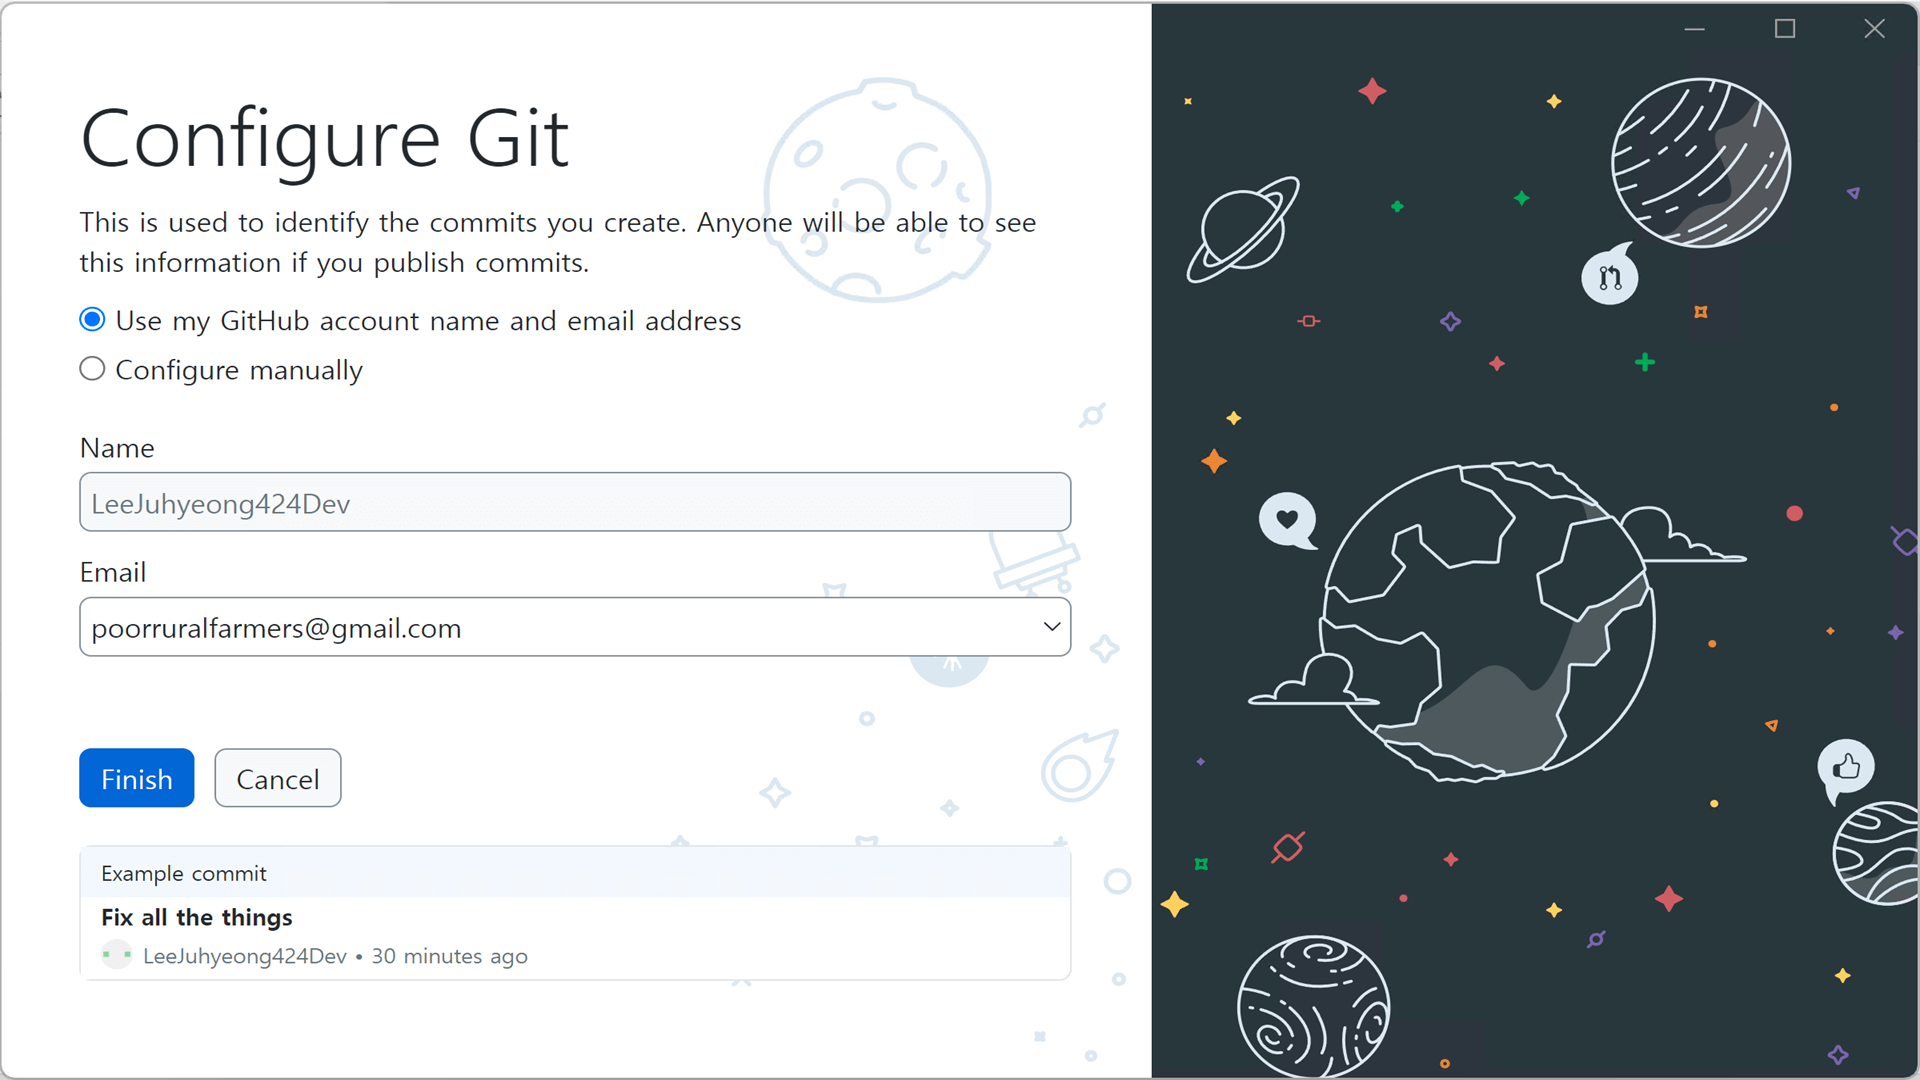 Configure Git
This is used to identify the commits you create. Anyone will be able to see
this information if you publish commits.
Use my GitHub account name and email address
Configure manually
Name
LeeJuhyeong424Dev
Email
poorruralfarmers@gmail.com
Finish
Cancel
Example commit
Fix all the things
LeeJuhyeong424Dev • 30 minutes ago